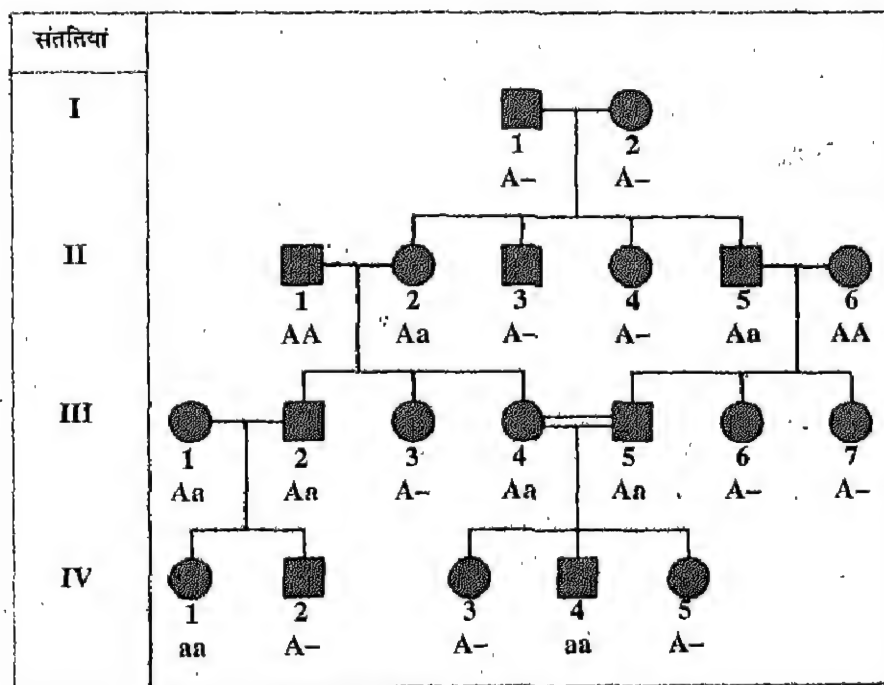 संततियां
I
1 2
A– A–
II
1 2 3 4 5 6
AA Aa A– A– Aa AA
III
1 2 3 4 5 6 7
Aa Aa A– Aa Aa A– A–
IV
1 2 3 4 5
aa A– A– aa A–